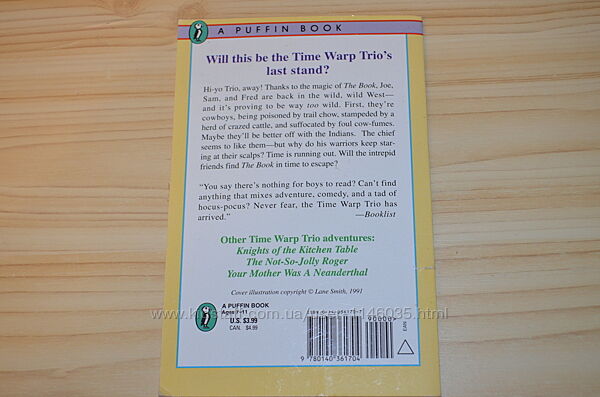 A PUFFIN BOOK
Will this be the Time Warp Trio's
last stand?
Hi-yo Trio, away! Thanks to the magic of The Book, Joe,
Sam, and Fred are back in the wild, wild West—
and it's proving to be way too wild. First, they're
cowboys, being poisoned by trail chow, stampeded by a
herd of crazed cattle, and suffocated by foul cow-fumes.
Maybe they'll be better off with the Indians. The chief
seems to like them—but why do his warriors keep star-
ing at their scalps? Time is running out. Will the intrepid
friends find The Book in time to escape?
"You say there's nothing for boys to read? Can't find
anything that mixes adventure, comedy, and a tad of
hocus-pocus? Never fear, the Time Warp Trio has
arrived."
—Booklist
Other Time Warp Trio adventures:
Knights of the Kitchen Table
The Not-So-Jolly Roger
Your Mother Was A Neanderthal
Cover illustration copyright © Lane Smith, 1991
A PUFFIN BOOK
Ages 7-11
U.S. $3.99
CAN. $4.99
90000>
EAN
9 780140 361704